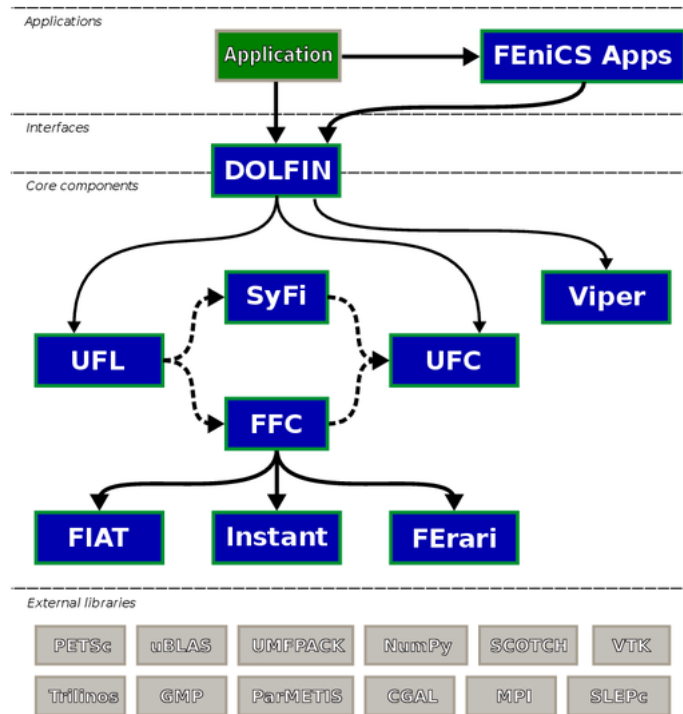 Applications
Application
FEniCS Apps
Interfaces
DOLFIN
Core components
SyFi
Viper
UFL
UFC
FFC
FIAT
Instant
FErari
External libraries
PETSc uBLAS UMFPACK NumPy SCOTCH VTK
Trilinos GMP ParMETIS CGAL MPI SLEPc